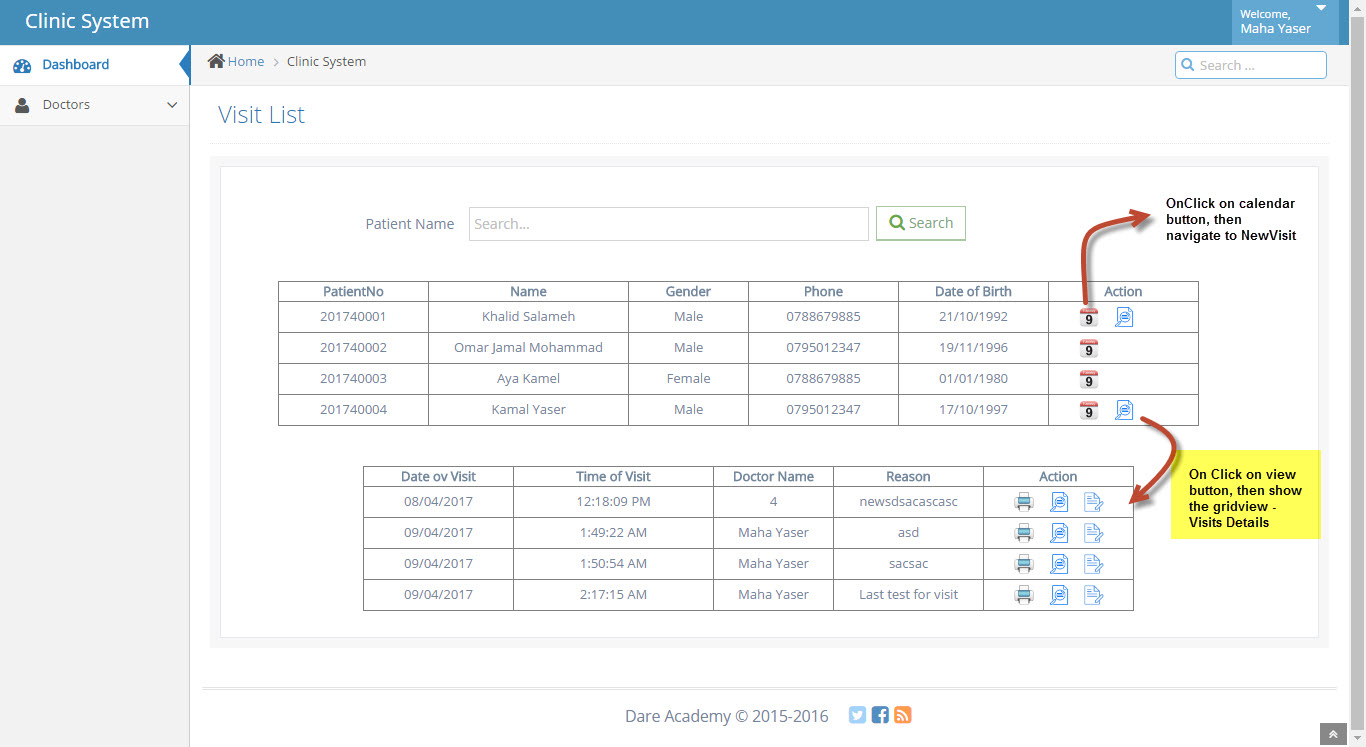 Clinic System
Welcome,
Maha Yaser
Dashboard
Home > Clinic System
Search ...
Doctors
Visit List
Patient Name Search... Search
OnClick on calendar
button, then
navigate to NewVisit
PatientNo Name Gender Phone Date of Birth Action
201740001 Khalid Salameh Male 0788679885 21/10/1992 9
201740002 Omar Jamal Mohammad Male 0795012347 19/11/1996 9
201740003 Aya Kamel Female 0788679885 01/01/1980 9
201740004 Kamal Yaser Male 0795012347 17/10/1997 9
On Click on view
button, then show
the gridview -
Visits Details
Date ov Visit Time of Visit Doctor Name Reason Action
08/04/2017 12:18:09 PM 4 newsdsacascasc
09/04/2017 1:49:22 AM Maha Yaser asd
09/04/2017 1:50:54 AM Maha Yaser sacsac
09/04/2017 2:17:15 AM Maha Yaser Last test for visit
Dare Academy © 2015-2016